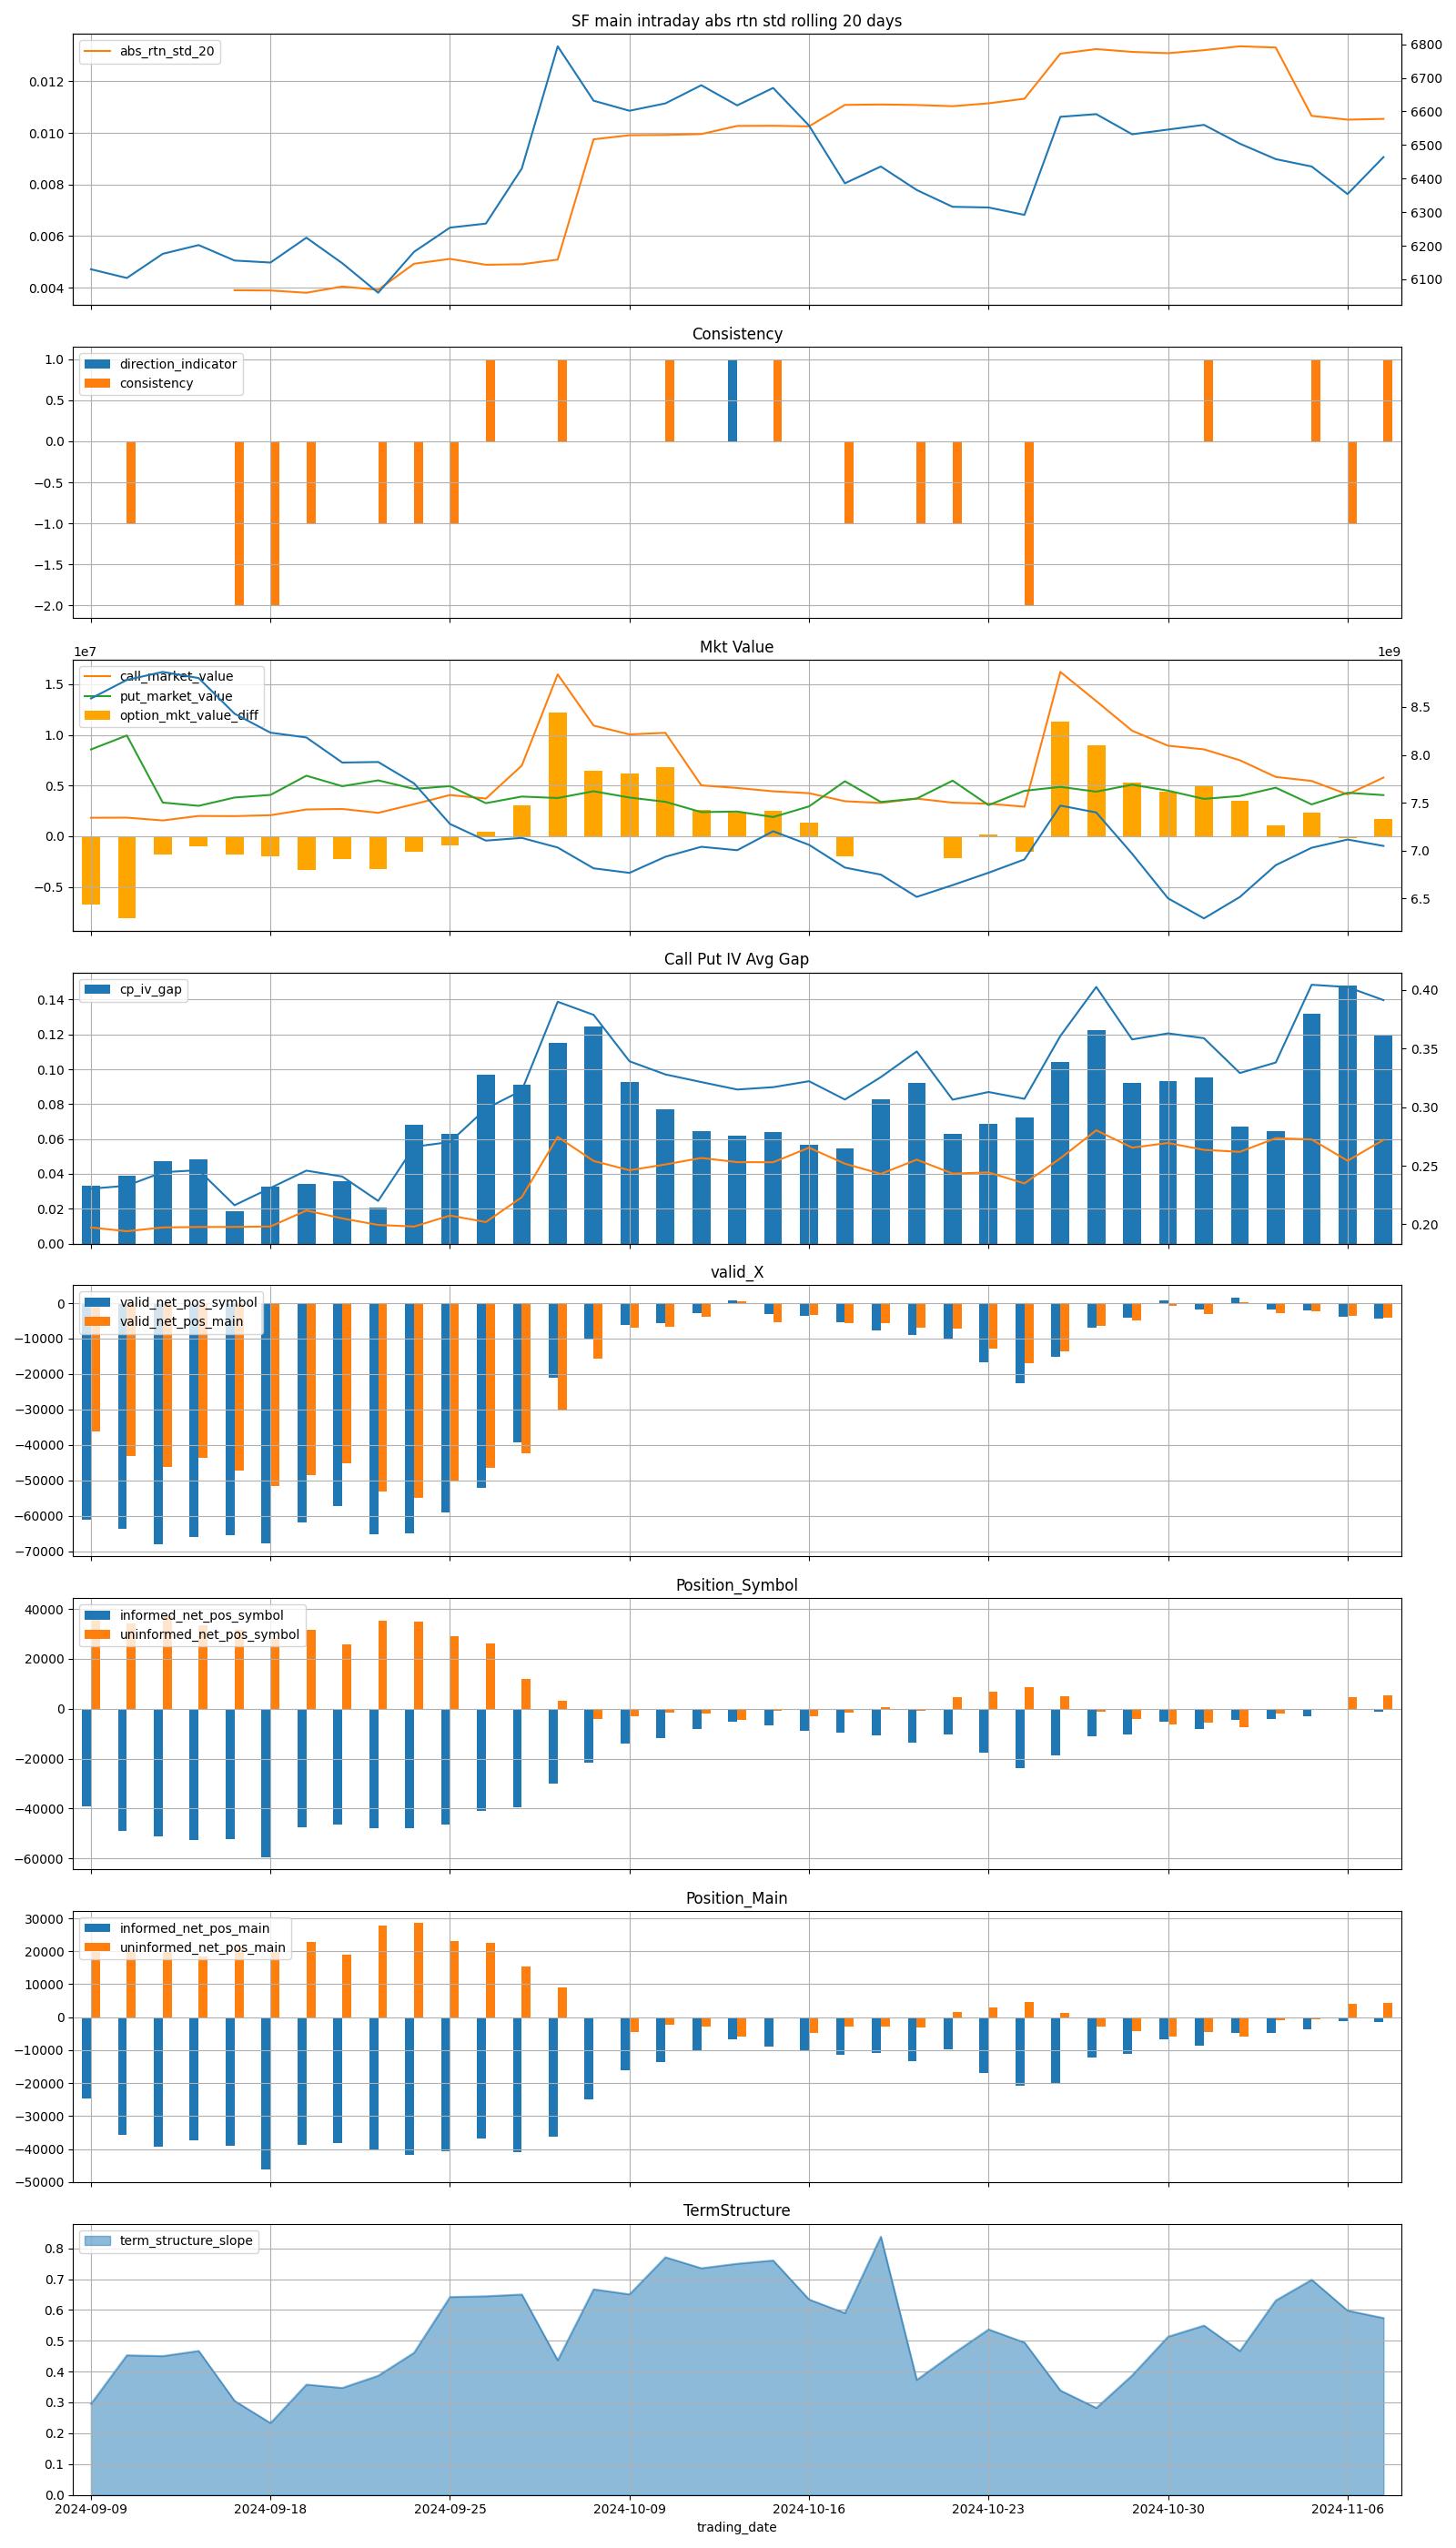 SF main intraday abs rtn std rolling 20 days
abs_rtn_std_20
0.012
0.010
0.008
0.006
0.004
6800
6700
6600
6500
6400
6300
6200
6100
Consistency
direction_indicator
consistency
1.0
0.5
0.0
−0.5
−1.0
−1.5
−2.0
Mkt Value
1e7
1e9
call_market_value
put_market_value
option_mkt_value_diff
1.5
1.0
0.5
0.0
−0.5
8.5
8.0
7.5
7.0
6.5
Call Put IV Avg Gap
cp_iv_gap
0.14
0.12
0.10
0.08
0.06
0.04
0.02
0.00
0.40
0.35
0.30
0.25
0.20
valid_X
valid_net_pos_symbol
valid_net_pos_main
0
−10000
−20000
−30000
−40000
−50000
−60000
−70000
Position_Symbol
informed_net_pos_symbol
uninformed_net_pos_symbol
40000
20000
0
−20000
−40000
−60000
Position_Main
informed_net_pos_main
uninformed_net_pos_main
30000
20000
10000
0
−10000
−20000
−30000
−40000
−50000
TermStructure
term_structure_slope
0.8
0.7
0.6
0.5
0.4
0.3
0.2
0.1
0.0
2024-09-09 2024-09-18 2024-09-25 2024-10-09 2024-10-16 2024-10-23 2024-10-30 2024-11-06
trading_date